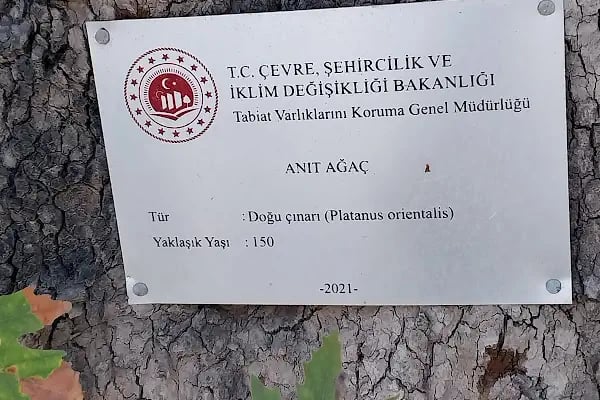 T.C. ÇEVRE, ŞEHİRCİLİK VE
İKLİM DEĞİŞİKLİĞİ BAKANLIĞI
Tabiat Varlıklarını Koruma Genel Müdürlüğü
ANIT AĞAÇ
Tür : Doğu çınarı (Platanus orientalis)
Yaklaşık Yaşı : 150
-2021-